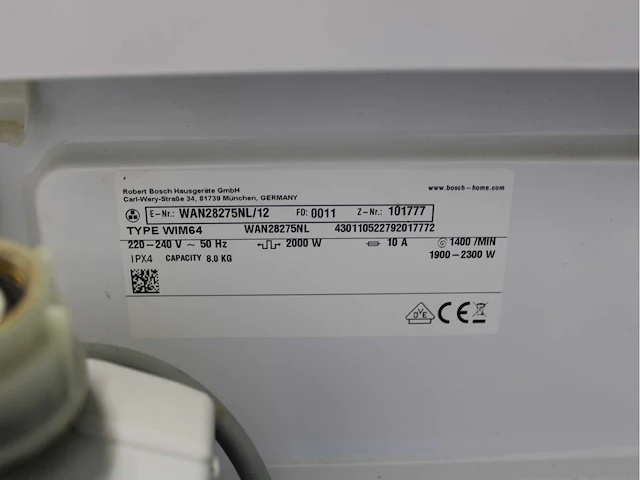 Robert Bosch Hausgeräte GmbH www.bosch-home.com
Carl-Wery-Straße 34, 81739 München, GERMANY
E-Nr.: WAN28275NL/12 FD: 0011 Z-Nr.: 101777
TYPE WIM64 WAN28275NL 430110522792017772
220-240 V ~ 50 Hz 2000 W 10 A 1400 /MIN
IPX4 CAPACITY 8.0 KG 1900-2300 W
OVE CE